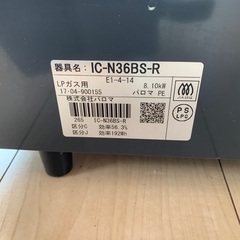 器具名: IC-N36BS-R
E1-4-14
LPガス用 8.10kW
17-04-900155 パロマ PE
株式会社パロマ
265 IC-N36BS-R
区分C 効率56.3%
区分J 効率192Wh
PS
LPG